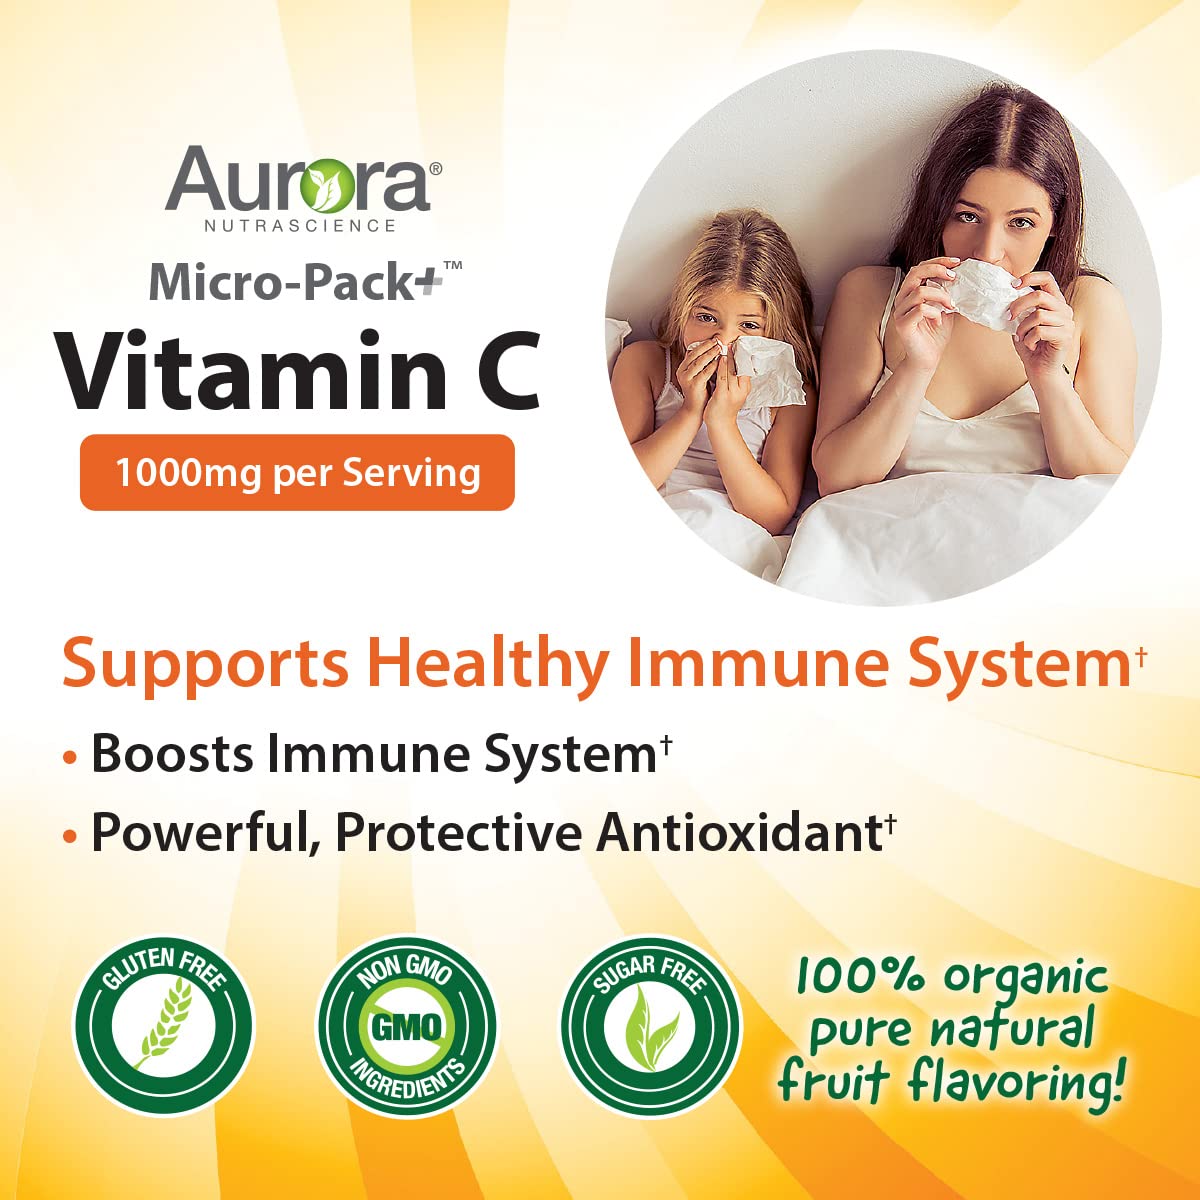 Aurora®
NUTRASCIENCE
Micro-Pack+™
Vitamin C
1000mg per Serving
Supports Healthy Immune System†
• Boosts Immune System†
• Powerful, Protective Antioxidant†
GLUTEN FREE
NON GMO
GMO
INGREDIENTS
SUGAR FREE
100% organic
pure natural
fruit flavoring!